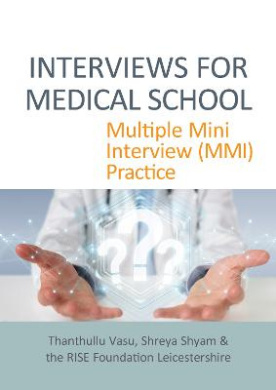 INTERVIEWS FOR
MEDICAL SCHOOL
Multiple Mini
Interview (MMI)
Practice
???
Thanthullu Vasu, Shreya Shyam &
the RISE Foundation Leicestershire